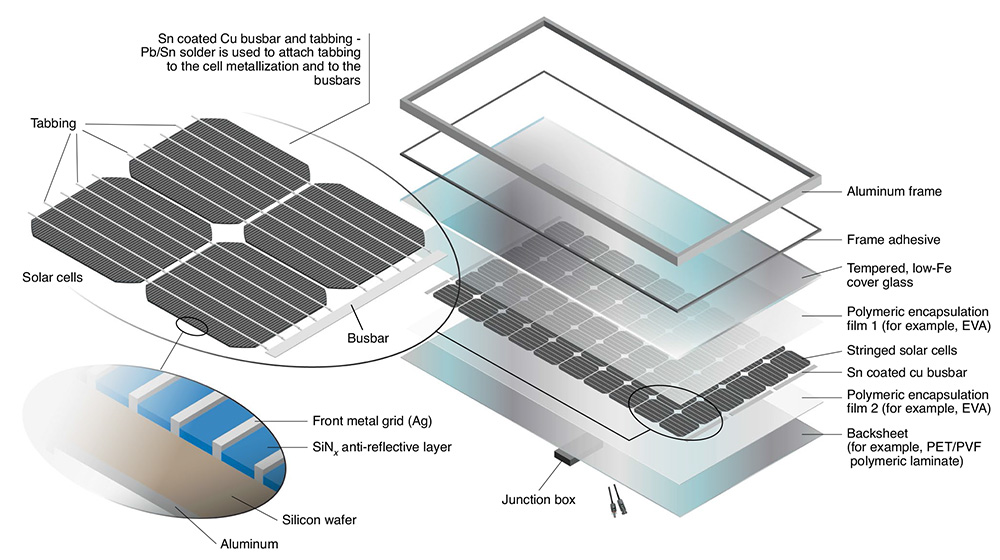 Sn coated Cu busbar and tabbing -
Pb/Sn solder is used to attach tabbing
to the cell metallization and to the
busbars
Tabbing
Solar cells
Busbar
Front metal grid (Ag)
SiNx anti-reflective layer
Silicon wafer
Aluminum
Aluminum frame
Frame adhesive
Tempered, low-Fe
cover glass
Polymeric encapsulation
film 1 (for example, EVA)
Stringed solar cells
Sn coated cu busbar
Polymeric encapsulation
film 2 (for example, EVA)
Backsheet
(for example, PET/PVF
polymeric laminate)
Junction box